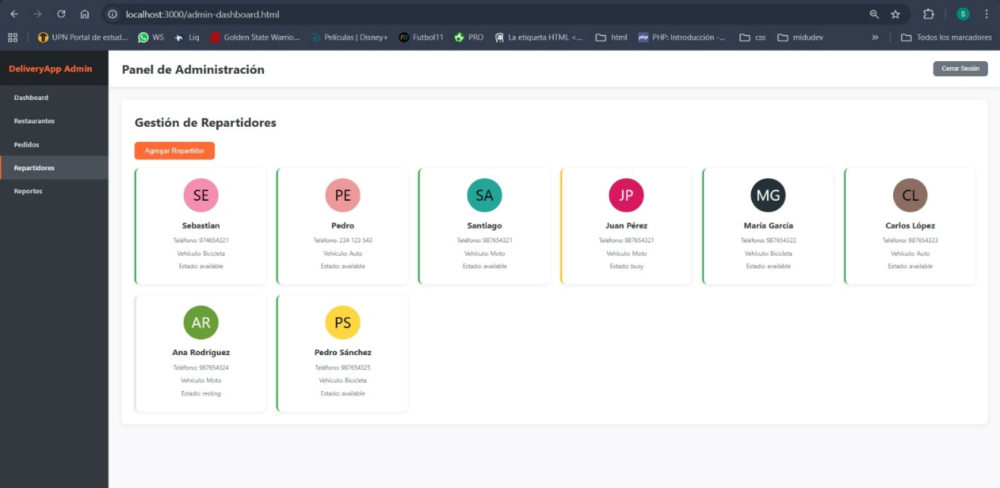 localhost:3000/admin-dashboard.html
S
UPN Portal de estud... WS Liq Golden State Warrio... Películas | Disney+ F11 Futbol11 PRO La etiqueta HTML <... html php PHP: Introducción -... css midudev » Todos los marcadores
DeliveryApp Admin
Dashboard
Restaurantes
Pedidos
Repartidores
Reportes
Panel de Administración
Cerrar Sesión
Gestión de Repartidores
Agregar Repartidor
SE
Sebastian
Teléfono: 974654321
Vehículo: Bicicleta
Estado: available
PE
Pedro
Teléfono: 234 123 543
Vehículo: Auto
Estado: available
SA
Santiago
Teléfono: 987654321
Vehículo: Moto
Estado: available
JP
Juan Pérez
Teléfono: 987654321
Vehículo: Moto
Estado: busy
MG
María García
Teléfono: 987654322
Vehículo: Bicicleta
Estado: available
CL
Carlos López
Teléfono: 987654323
Vehículo: Auto
Estado: available
AR
Ana Rodríguez
Teléfono: 987654324
Vehículo: Moto
Estado: resting
PS
Pedro Sánchez
Teléfono: 987654325
Vehículo: Bicicleta
Estado: available